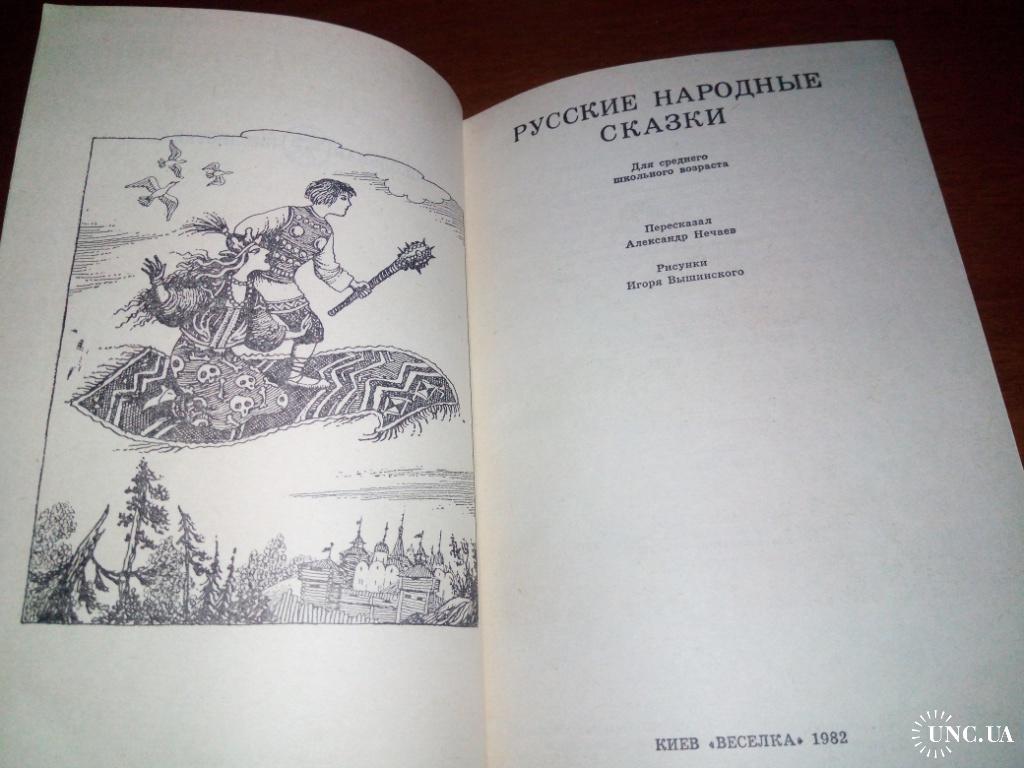 РУССКИЕ НАРОДНЫЕ
СКАЗКИ
Для среднего
школьного возраста
Пересказал
Александр Нечаев
Рисунки
Игоря Вышинского
КИЕВ «ВЕСЕЛКА» 1982
UNC.UA